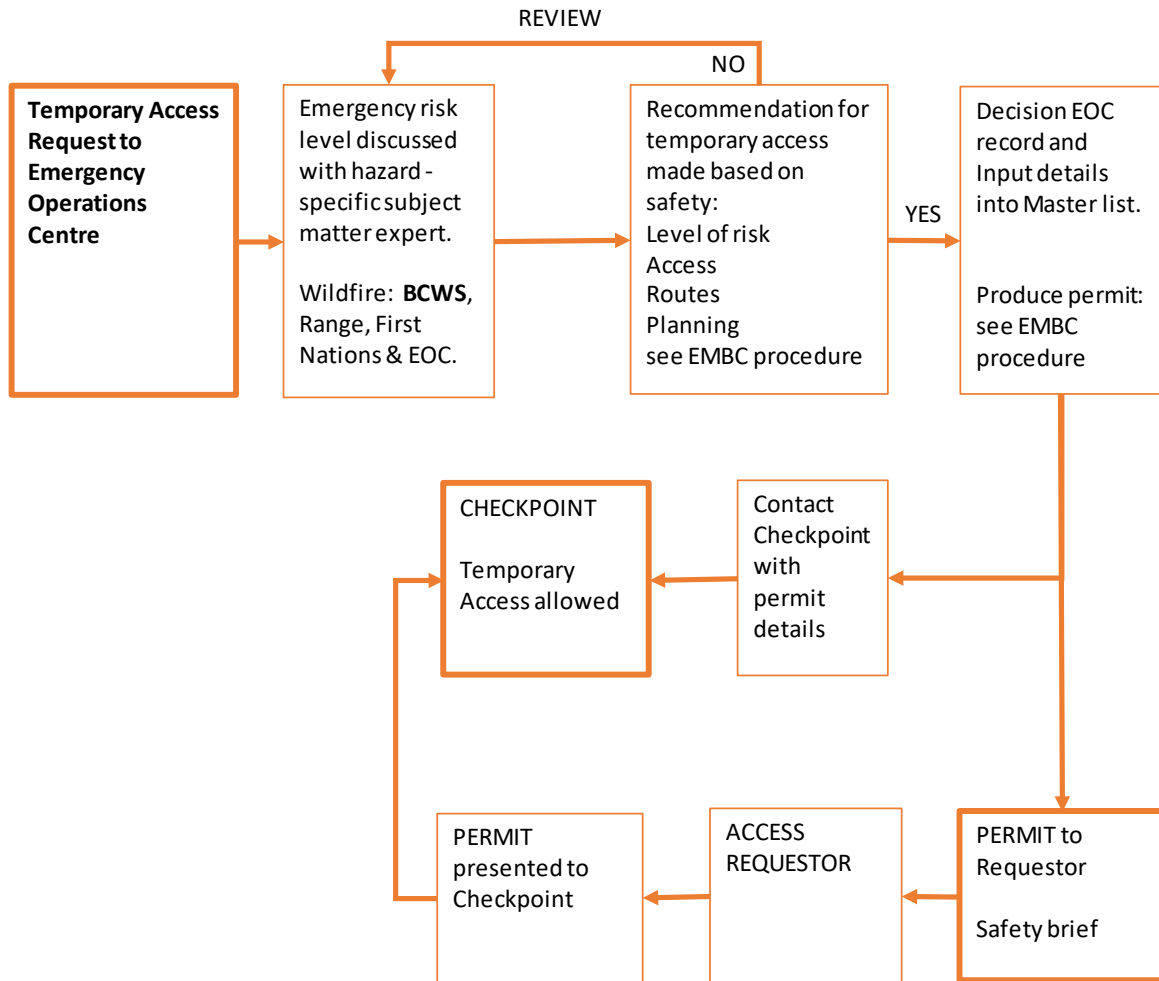 REVIEW
NO
Temporary Access
Request to
Emergency
Operations
Centre
Emergency risk
level discussed
with hazard -
specific subject
matter expert.
Wildfire: BCWS,
Range, First
Nations & EOC.
Recommendation for
temporary access
made based on
safety:
Level of risk
Access
Routes
Planning
see EMBC procedure
YES
Decision EOC
record and
Input details
into Master list.
Produce permit:
see EMBC
procedure
CHECKPOINT
Temporary
Access allowed
Contact
Checkpoint
with
permit
details
PERMIT
presented to
Checkpoint
ACCESS
REQUESTOR
PERMIT to
Requestor
Safety brief